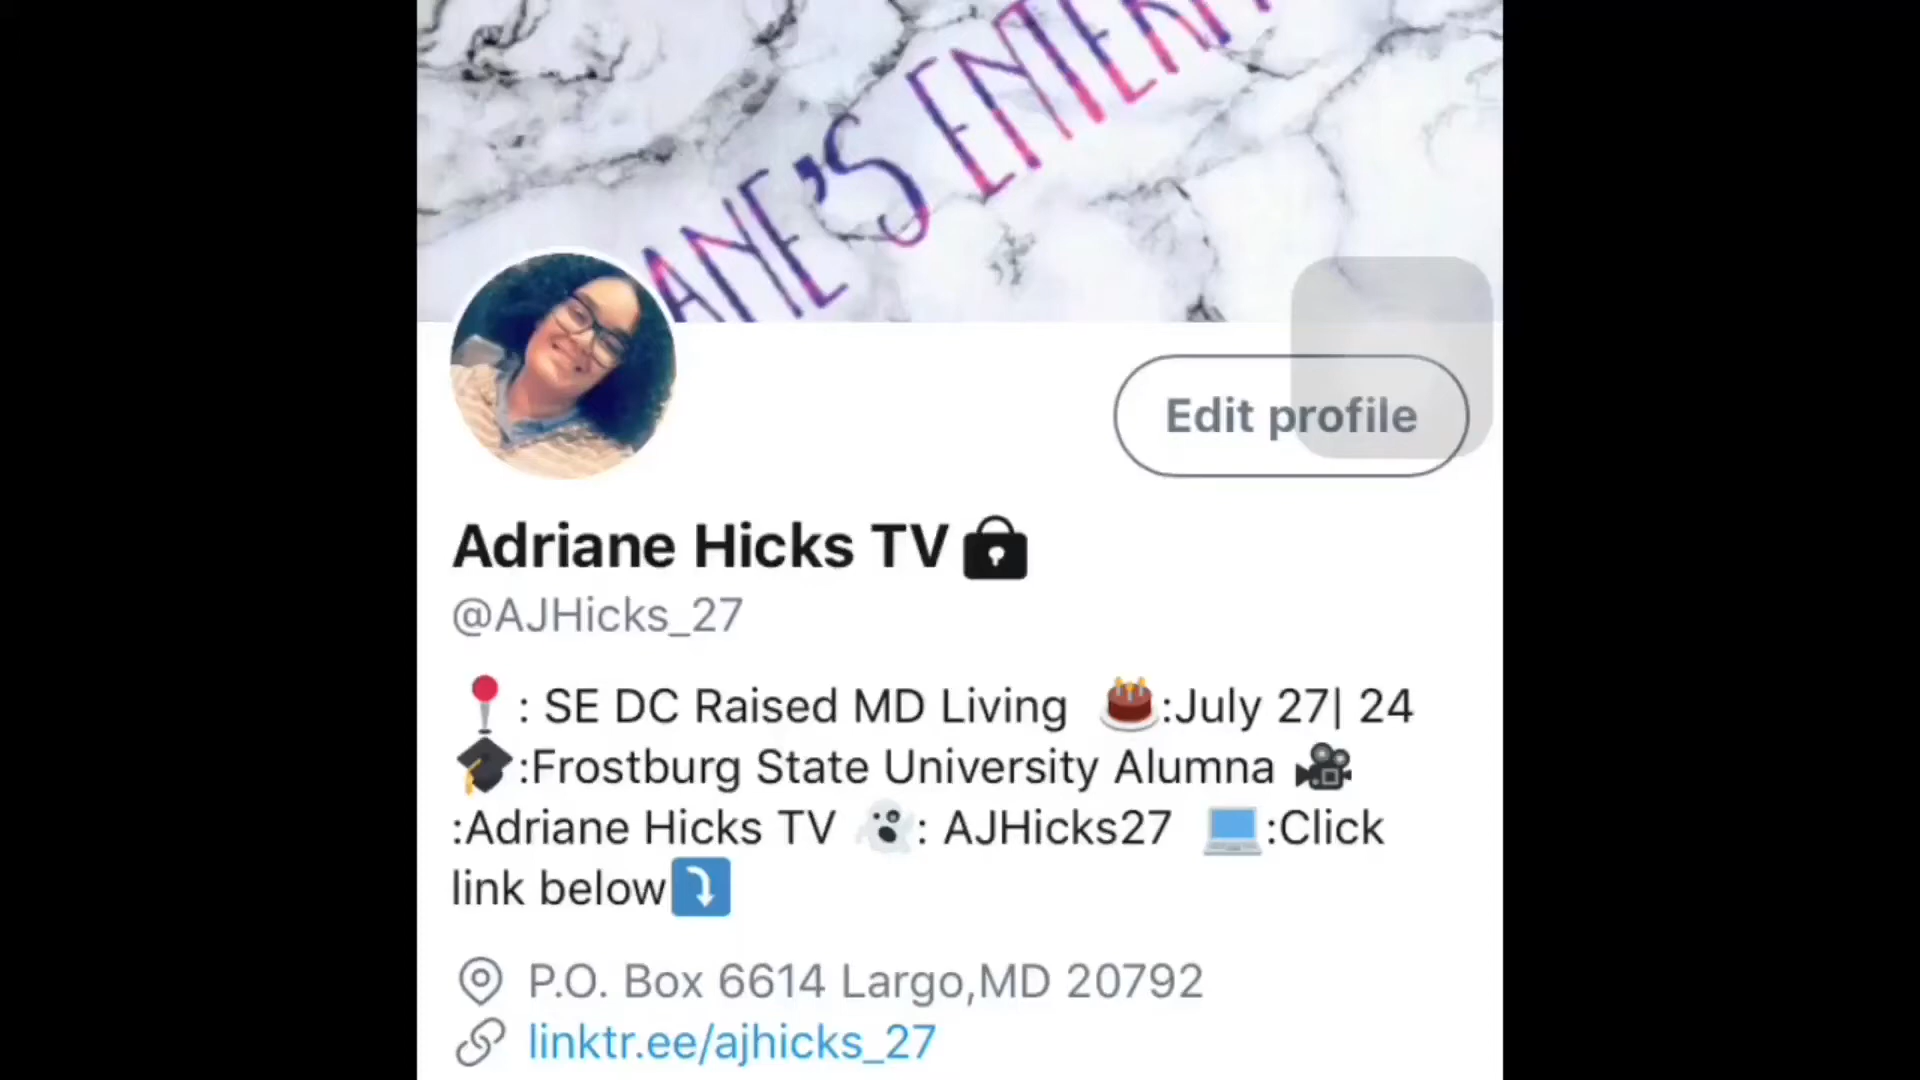 ANE'S ENTER
Edit profile
Adriane Hicks TV
@AJHicks_27
📍: SE DC Raised MD Living 🎂:July 27| 24
🎓:Frostburg State University Alumna 🎥
:Adriane Hicks TV 👻: AJHicks27 💻:Click
link below⤵️
P.O. Box 6614 Largo,MD 20792
linktr.ee/ajhicks_27